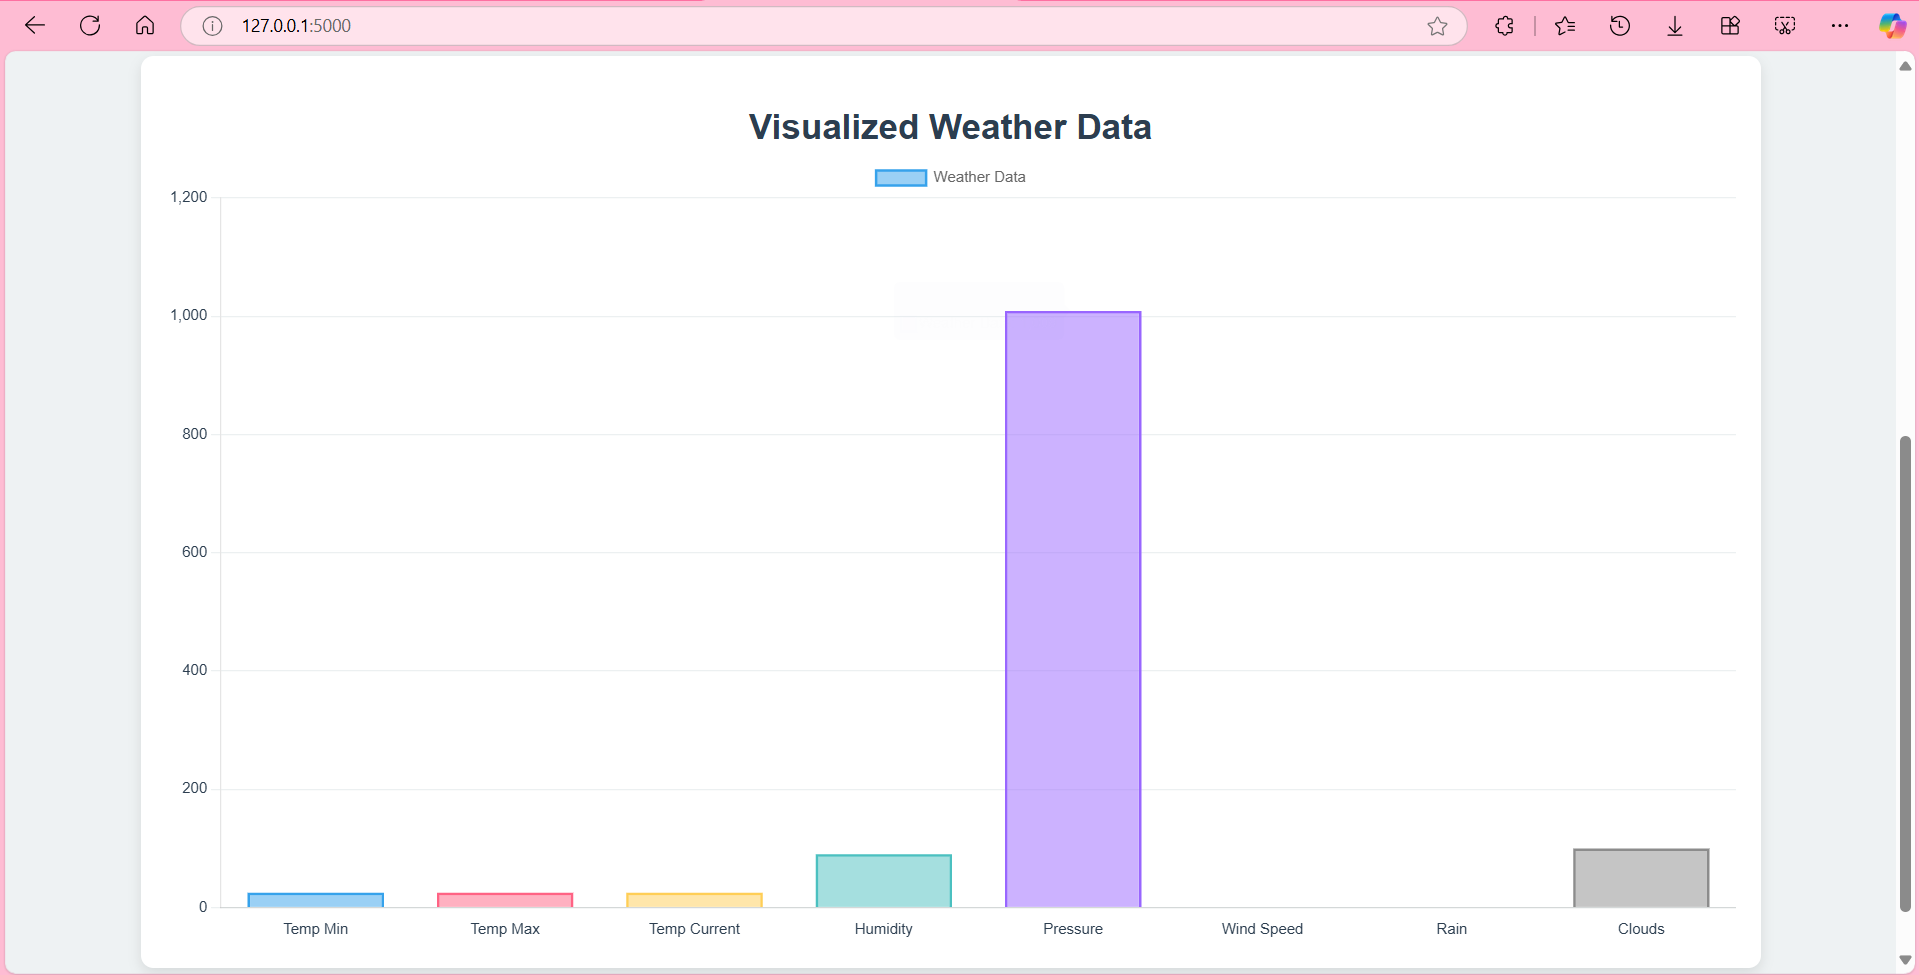 127.0.0.1:5000
Visualized Weather Data
Weather Data
1,200
1,000
800
600
400
200
0
Temp Min Temp Max Temp Current Humidity Pressure Wind Speed Rain Clouds